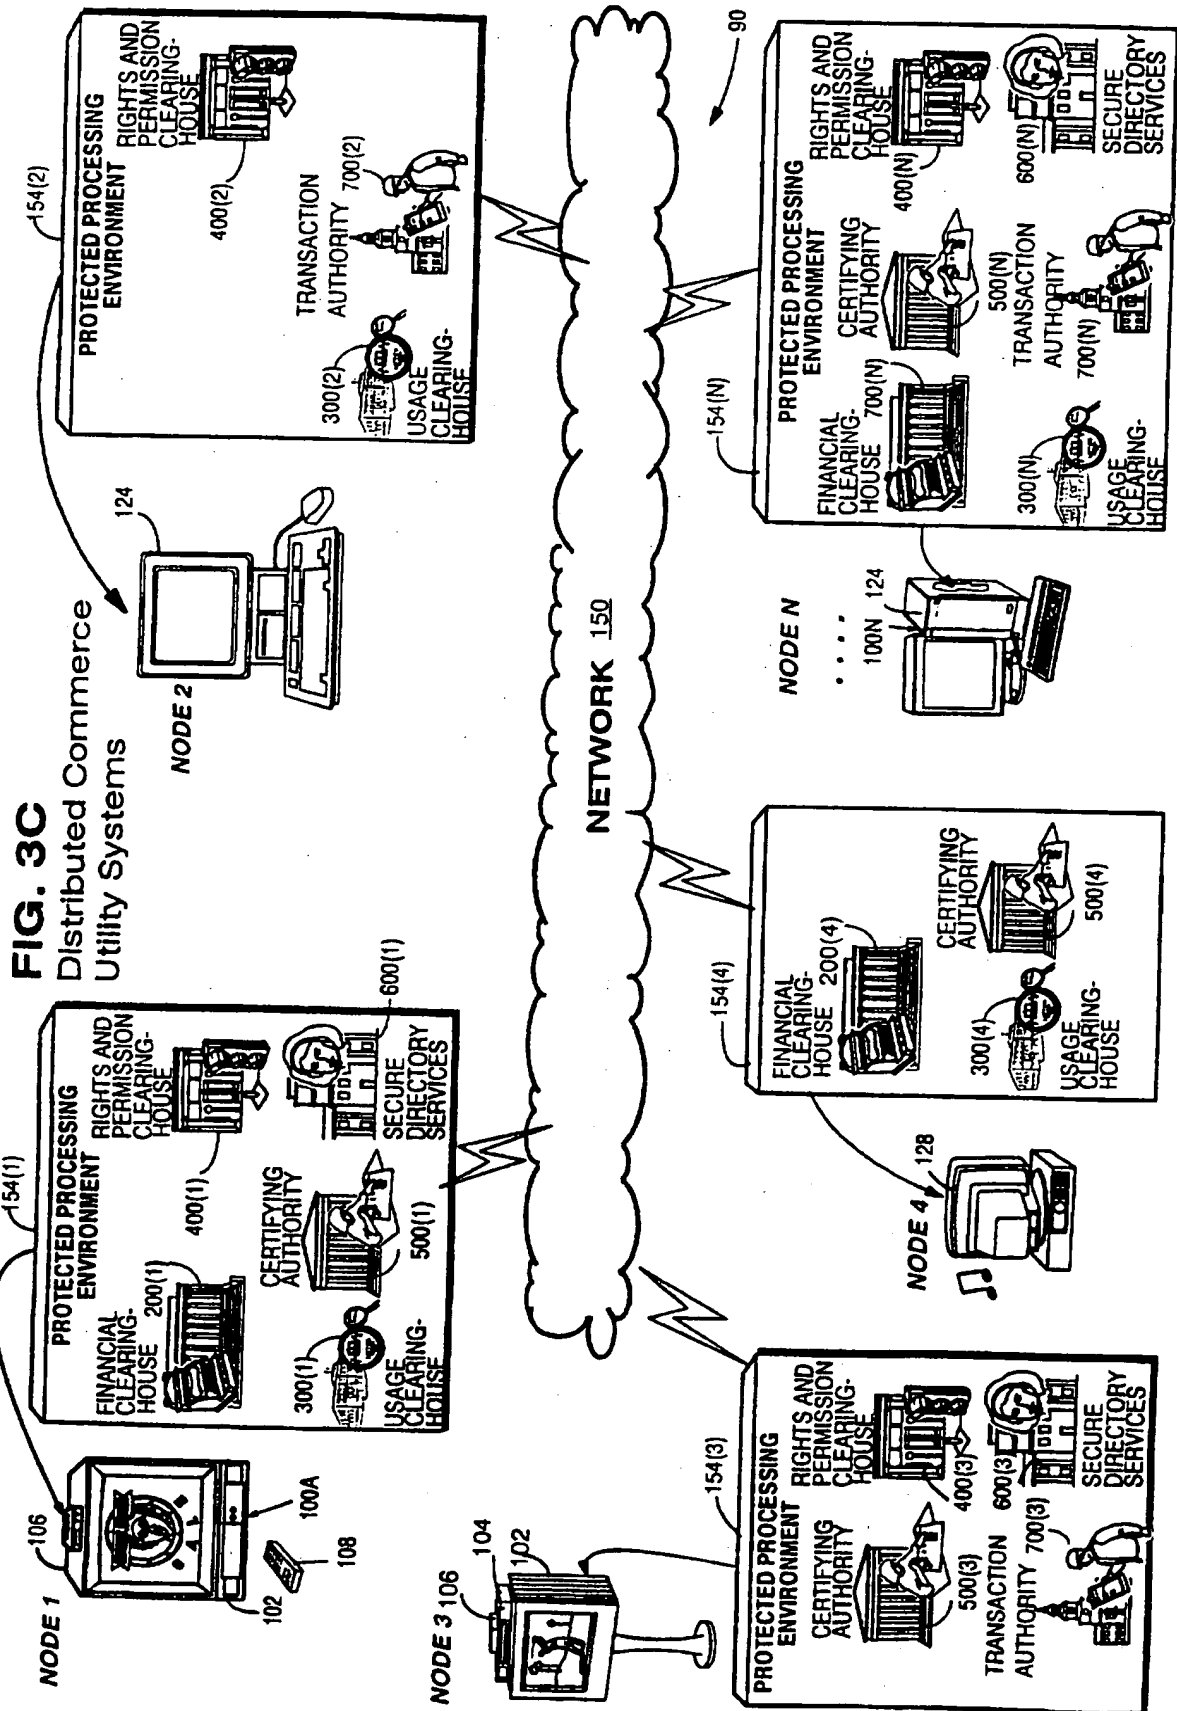 FIG. 3C
Distributed Commerce
Utility Systems
NODE 1
106
102
100A
108
154(1)
PROTECTED PROCESSING
ENVIRONMENT
FINANCIAL
CLEARING-
HOUSE
200(1)
RIGHTS AND
PERMISSION
CLEARING-
HOUSE
400(1)
CERTIFYING
AUTHORITY
500(1)
300(1)
USAGE
CLEARING-
HOUSE
600(1)
SECURE
DIRECTORY
SERVICES
NODE 2
124
154(2)
PROTECTED PROCESSING
ENVIRONMENT
RIGHTS AND
PERMISSION
CLEARING-
HOUSE
400(2)
TRANSACTION
AUTHORITY
700(2)
300(2)
USAGE
CLEARING-
HOUSE
NETWORK 150
90
NODE 3
106
104
102
154(3)
PROTECTED PROCESSING
ENVIRONMENT
CERTIFYING
AUTHORITY
500(3)
RIGHTS AND
PERMISSION
CLEARING-
HOUSE
400(3)
TRANSACTION
AUTHORITY
700(3)
600(3)
SECURE
DIRECTORY
SERVICES
NODE 4
128
154(4)
FINANCIAL
CLEARING-
HOUSE
200(4)
CERTIFYING
AUTHORITY
500(4)
300(4)
USAGE
CLEARING-
HOUSE
NODE N
. . . .
100N
124
154(N)
PROTECTED PROCESSING
ENVIRONMENT
FINANCIAL
CLEARING-
HOUSE
700(N)
CERTIFYING
AUTHORITY
500(N)
RIGHTS AND
PERMISSION
CLEARING-
HOUSE
400(N)
300(N)
USAGE
CLEARING-
HOUSE
TRANSACTION
AUTHORITY
700(N)
600(N)
SECURE
DIRECTORY
SERVICES